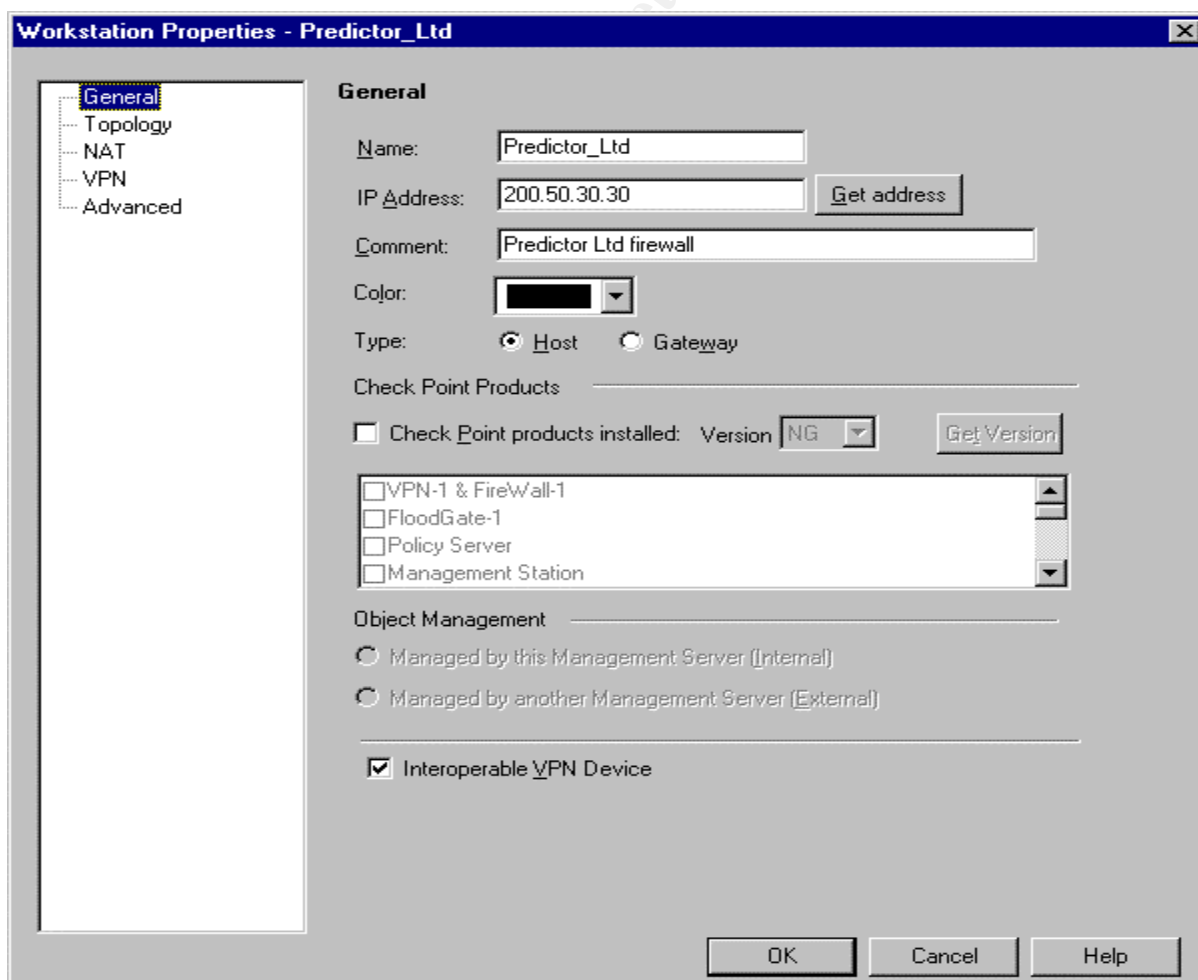 Workstation Properties - Predictor_Ltd
General
Topology
NAT
VPN
Advanced
General
Name: Predictor_Ltd
IP Address: 200.50.30.30 Get address
Comment: Predictor Ltd firewall
Color:
Type: Host Gateway
Check Point Products
Check Point products installed: Version NG Get Version
VPN-1 & FireWall-1
FloodGate-1
Policy Server
Management Station
Object Management
Managed by this Management Server (Internal)
Managed by another Management Server (External)
Interoperable VPN Device
OK Cancel Help